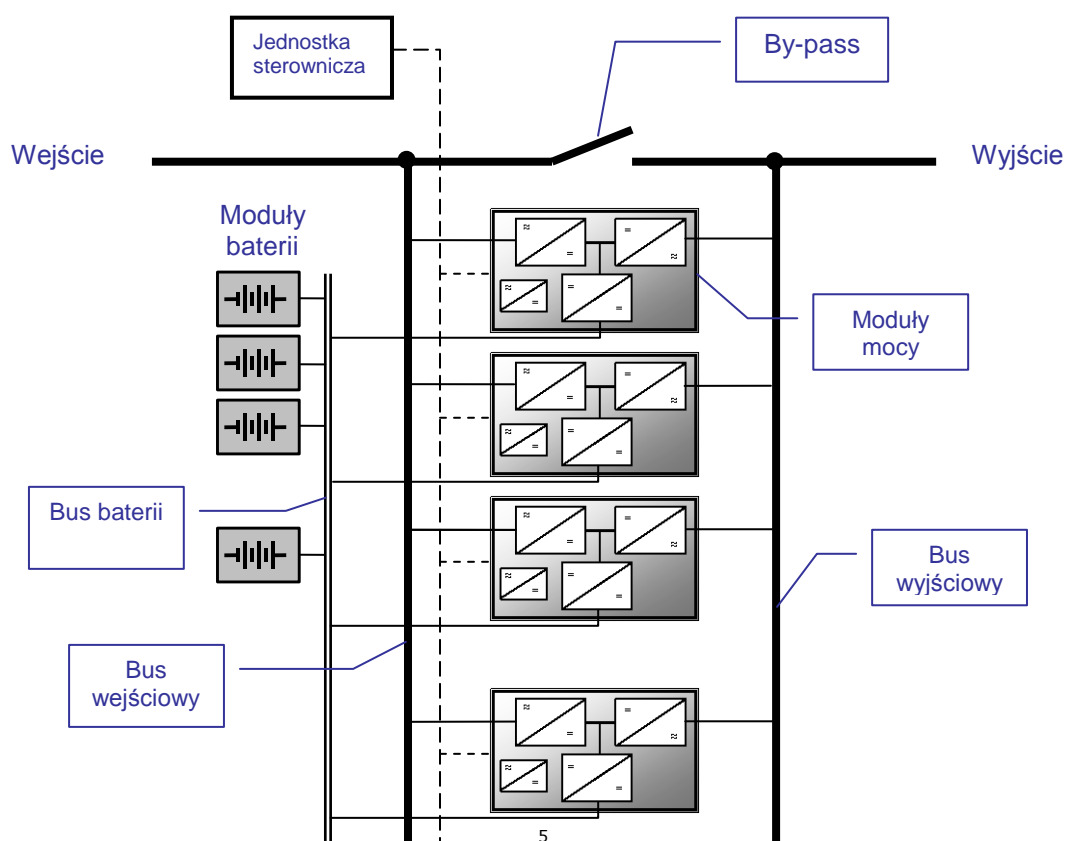 Jednostka
sterownicza
By-pass
Wejście
Wyjście
Moduły
baterii
Moduły
mocy
Bus baterii
Bus
wyjściowy
Bus
wejściowy
5